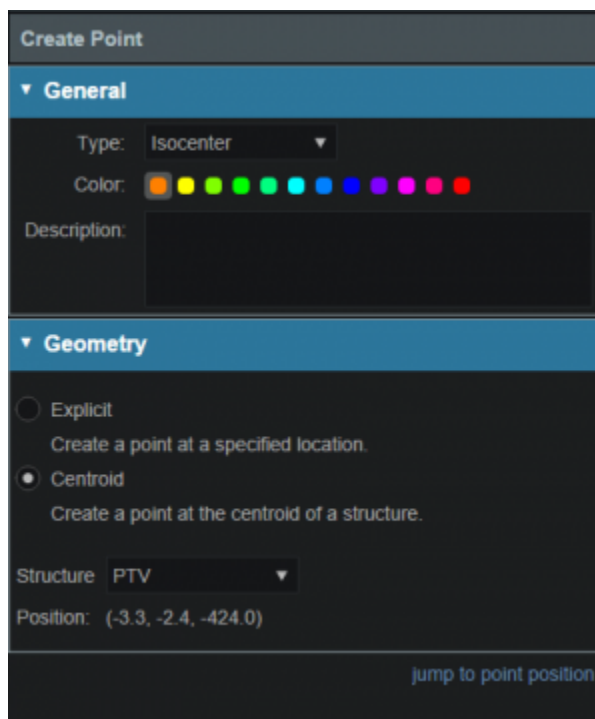 Create Point
General
Type: Isocenter
Color:
Description:
Geometry
Explicit
Create a point at a specified location.
Centroid
Create a point at the centroid of a structure.
Structure PTV
Position: (-3.3, -2.4, -424.0)
jump to point position